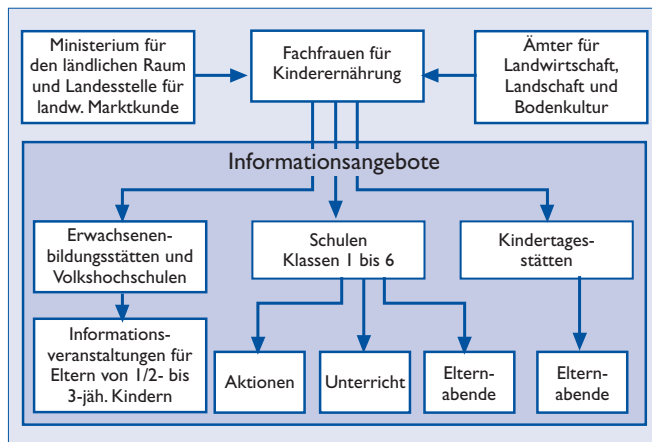 Ministerium für
den ländlichen Raum
und Landesstelle für
landw. Marktkunde
Fachfrauen für
Kinderernährung
Ämter für
Landwirtschaft,
Landschaft und
Bodenkultur
Informationsangebote
Erwachsenen-
bildungsstätten und
Volkshochschulen
Schulen
Klassen 1 bis 6
Kindertages-
stätten
Informations-
veranstaltungen für
Eltern von 1/2- bis
3-jäh. Kindern
Aktionen
Unterricht
Eltern-
abende
Eltern-
abende